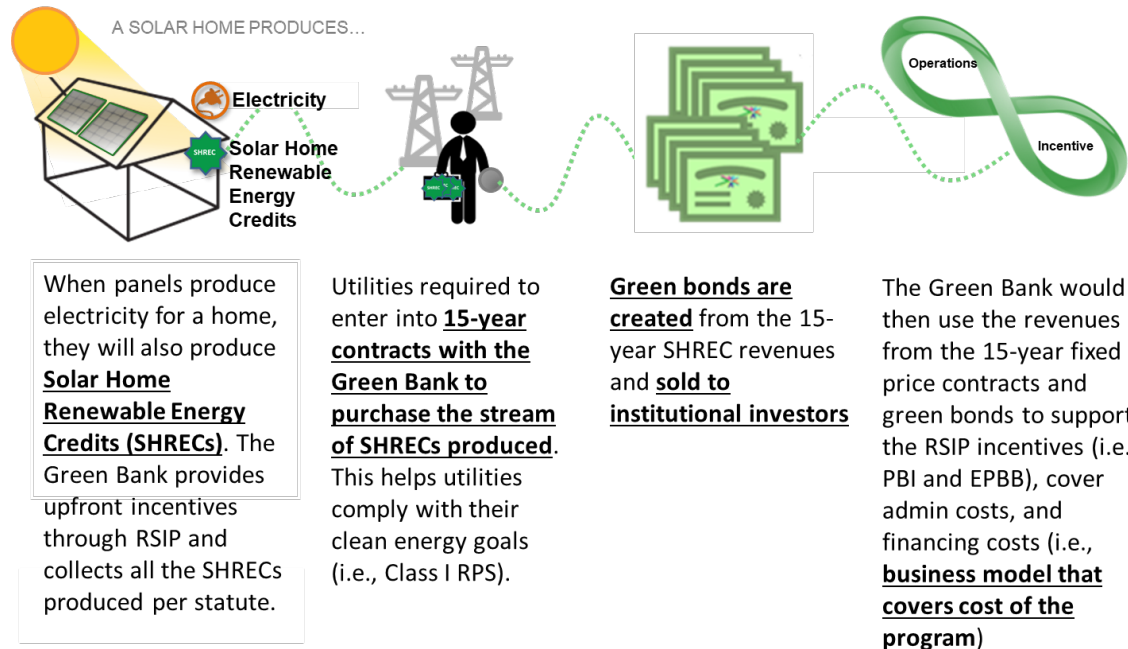 A SOLAR HOME PRODUCES...
Electricity
SHREC
Solar Home
Renewable
Energy
Credits
Operations
Incentive
When panels produce
electricity for a home,
they will also produce
Solar Home
Renewable Energy
Credits (SHRECs). The
Green Bank provides
upfront incentives
through RSIP and
collects all the SHRECs
produced per statute.
Utilities required to
enter into 15-year
contracts with the
Green Bank to
purchase the stream
of SHRECs produced.
This helps utilities
comply with their
clean energy goals
(i.e., Class I RPS).
Green bonds are
created from the 15-
year SHREC revenues
and sold to
institutional investors
The Green Bank would
then use the revenues
from the 15-year fixed
price contracts and
green bonds to support
the RSIP incentives (i.e.
PBI and EPBB), cover
admin costs, and
financing costs (i.e.,
business model that
covers cost of the
program)